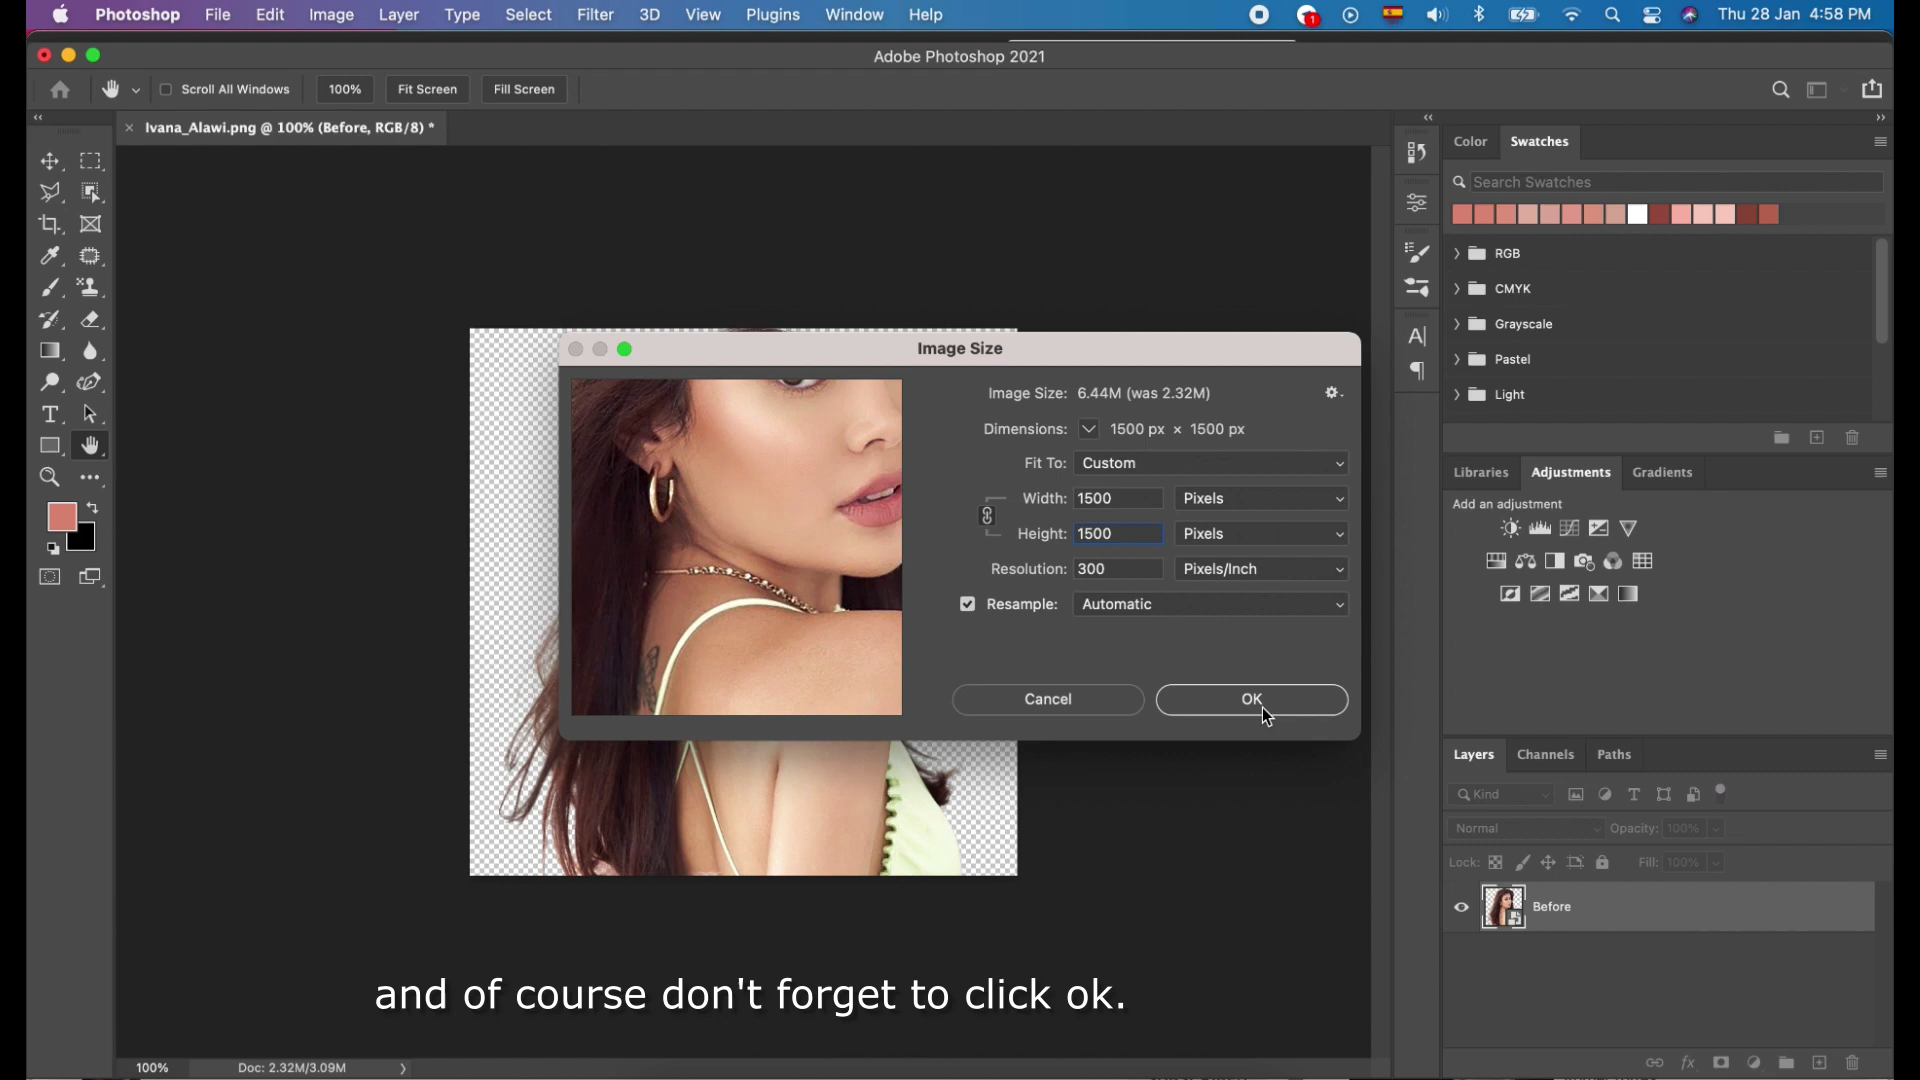 Photoshop File Edit Image Layer Type Select Filter 3D View Plugins Window Help 1 Thu 28 Jan 4:58 PM
Adobe Photoshop 2021
Scroll All Windows 100% Fit Screen Fill Screen
× Ivana_Alawi.png @ 100% (Before, RGB/8) *
Color Swatches
Search Swatches
RGB
CMYK
Grayscale
Pastel
Light
Image Size
Image Size: 6.44M (was 2.32M)
Dimensions: 1500 px × 1500 px
Fit To: Custom
Width: 1500 Pixels
Height: 1500 Pixels
Resolution: 300 Pixels/Inch
Resample: Automatic
Cancel OK
Libraries Adjustments Gradients
Add an adjustment
Layers Channels Paths
Kind
Normal Opacity: 100%
Lock: Fill: 100%
Before
and of course don't forget to click ok.
100% Doc: 2.32M/3.09M